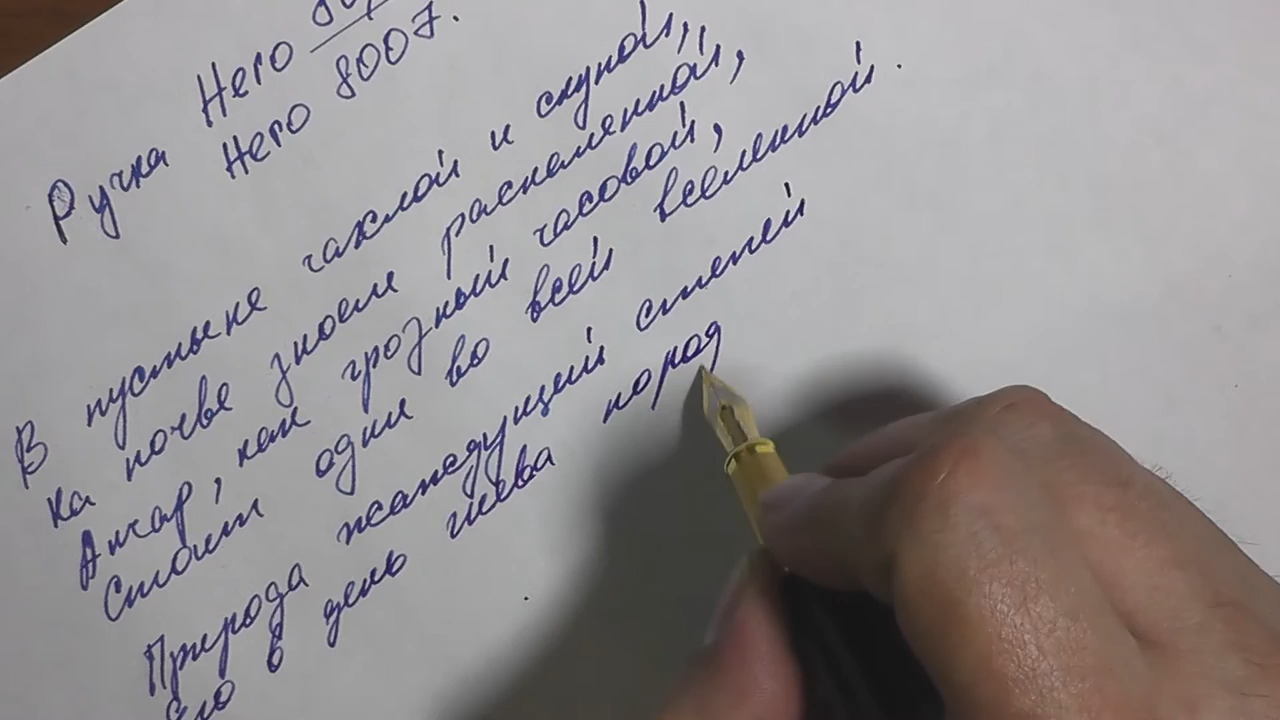 Ручка Hero
Hero 8007.
В пустыне чахлой и скупой,
на почве зноем раскаленной,
Анчар, как грозный часовой,
Стоит один во всей вселенной.
Природа жаждущих степей
Его в день гнева порая